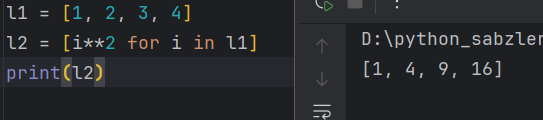 l1 = [1, 2, 3, 4]
l2 = [i**2 for i in l1]
print(l2)
D:\python_sabzler
[1, 4, 9, 16]